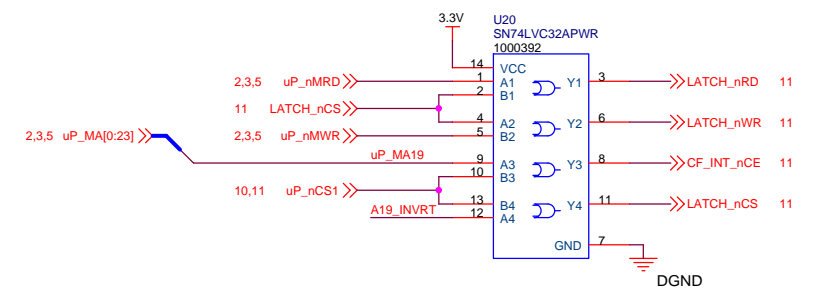 3.3V
U20
SN74LVC32APWR
1000392
14 VCC
2,3,5 uP_nMRD 1 A1 Y1 3 LATCH_nRD 11
2 B1
11 LATCH_nCS
4 A2 Y2 6 LATCH_nWR 11
2,3,5 uP_MA[0:23] 2,3,5 uP_nMWR 5 B2
uP_MA19
9 A3 Y3 8 CF_INT_nCE 11
10 B3
10,11 uP_nCS1
13 B4 Y4 11 LATCH_nCS 11
A19_INVRT 12 A4
GND 7
DGND